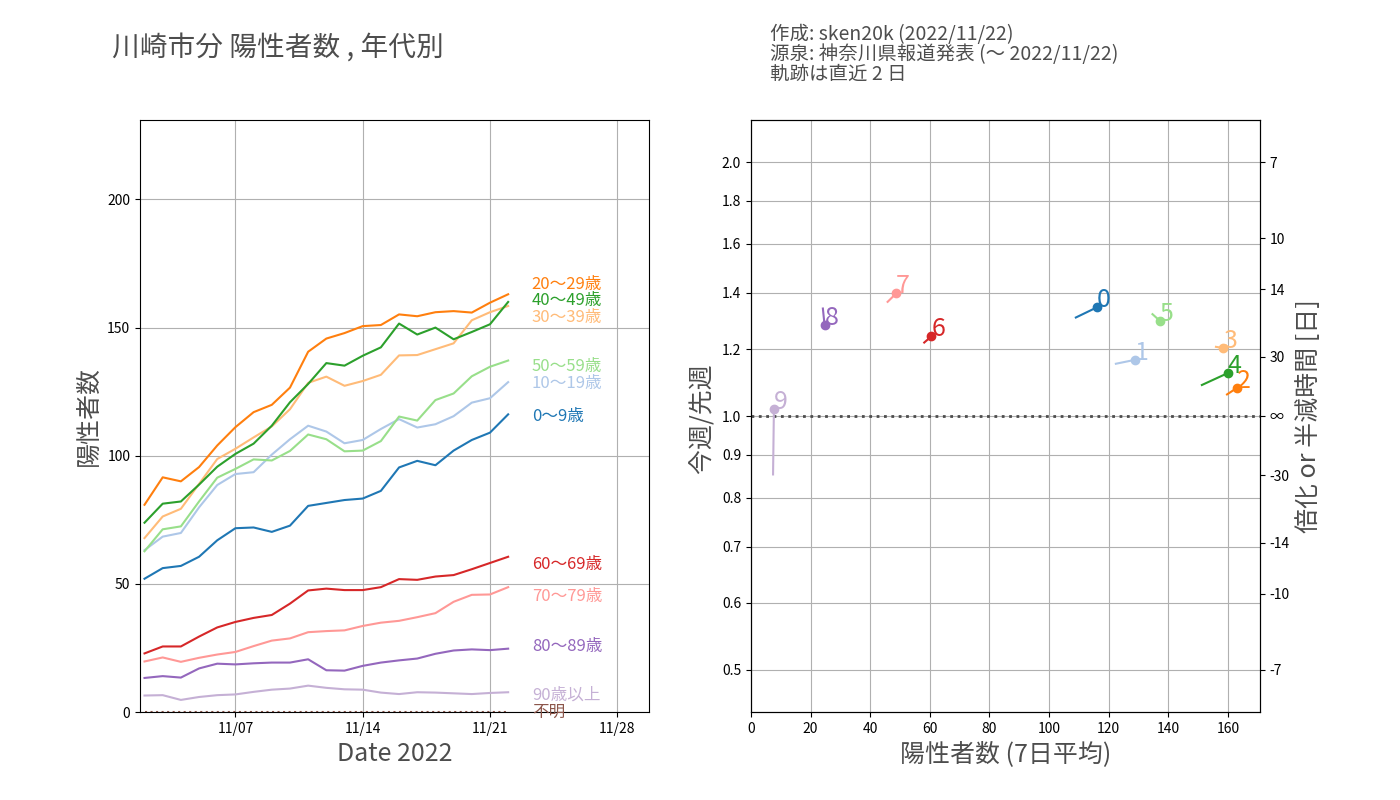 川崎市分 陽性者数 , 年代別
作成: sken20k (2022/11/22)
源泉: 神奈川県報道発表 (〜 2022/11/22)
軌跡は直近 2 日
陽性者数
200
150
100
50
0
20〜29歳
40〜49歳
30〜39歳
50〜59歳
10〜19歳
0〜9歳
60〜69歳
70〜79歳
80〜89歳
90歳以上
不明
11/07
11/14
11/21
11/28
Date 2022
今週/先週
2.0
1.8
1.6
1.4
1.2
1.0
0.9
0.8
0.7
0.6
0.5
7
0
8
5
6
3
1
4
2
9
7
10
14
30
∞
-30
-14
-10
-7
倍化 or 半減時間 [日]
0
20
40
60
80
100
120
140
160
陽性者数 (7日平均)